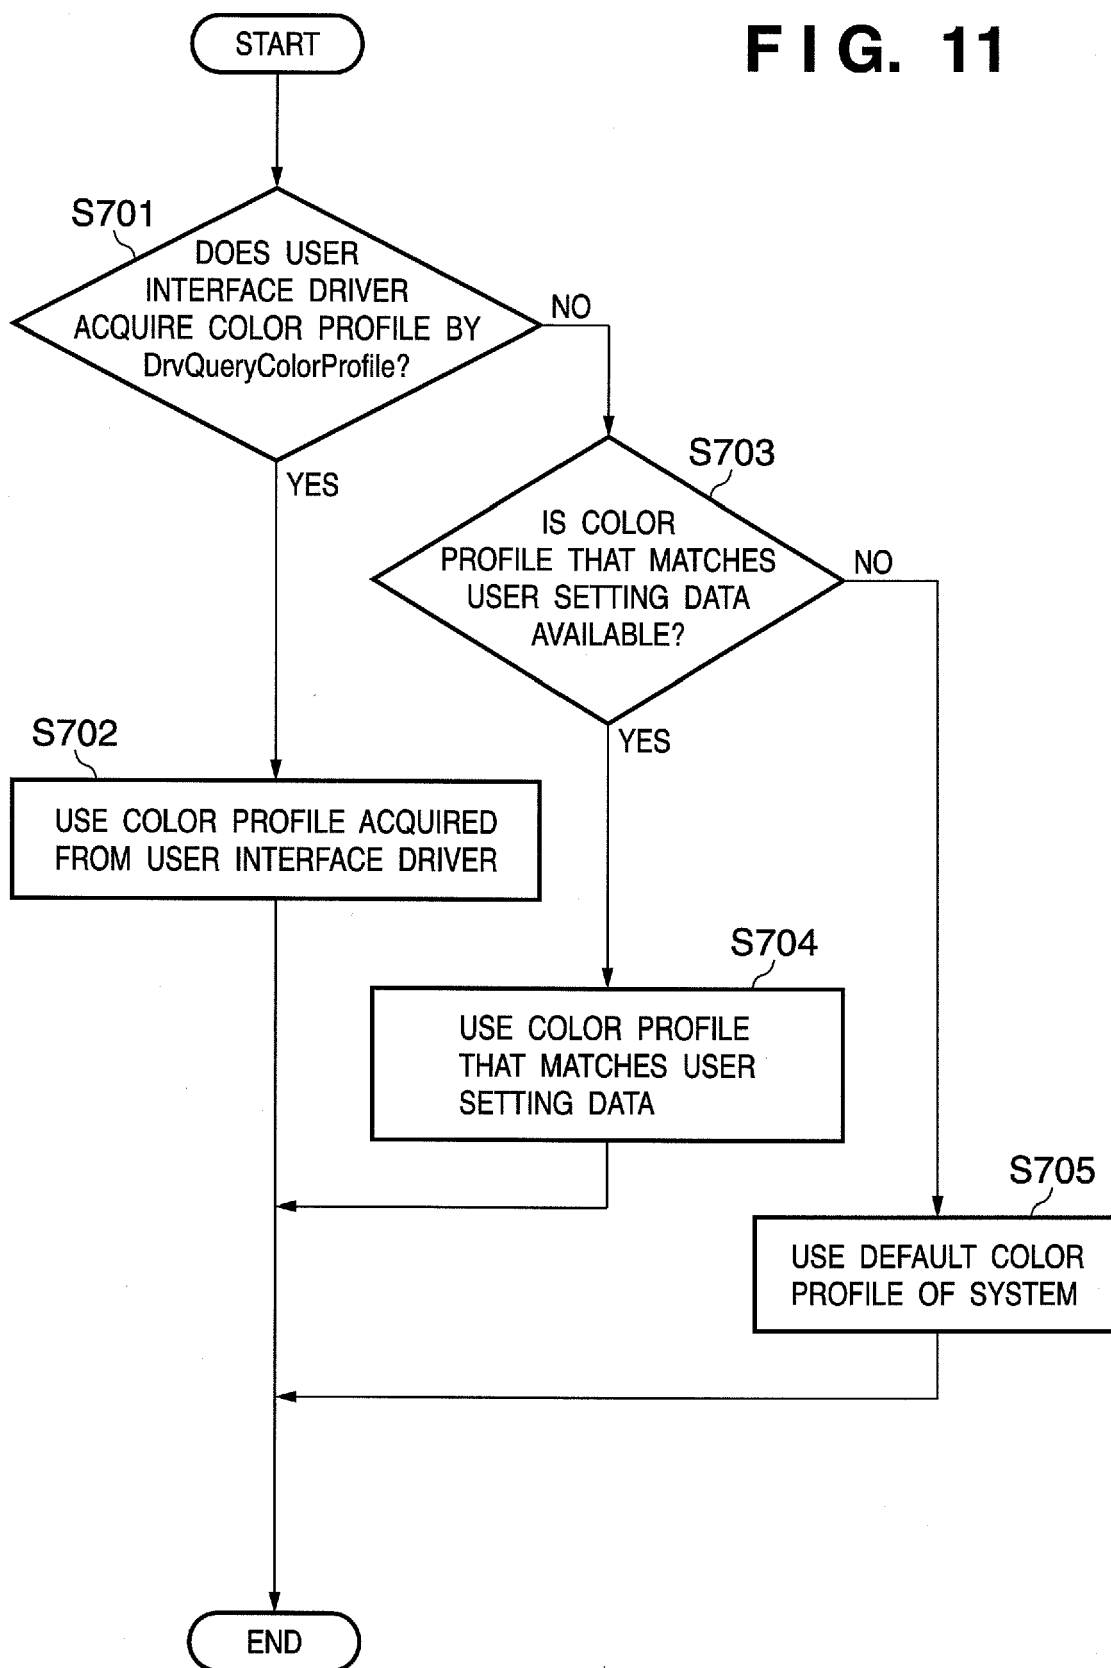 START
F I G. 11
S701
DOES USER
INTERFACE DRIVER
ACQUIRE COLOR PROFILE BY
DrvQueryColorProfile?
NO
YES
S703
IS COLOR
PROFILE THAT MATCHES
USER SETTING DATA
AVAILABLE?
NO
YES
S702
USE COLOR PROFILE ACQUIRED
FROM USER INTERFACE DRIVER
S704
USE COLOR PROFILE
THAT MATCHES USER
SETTING DATA
S705
USE DEFAULT COLOR
PROFILE OF SYSTEM
END